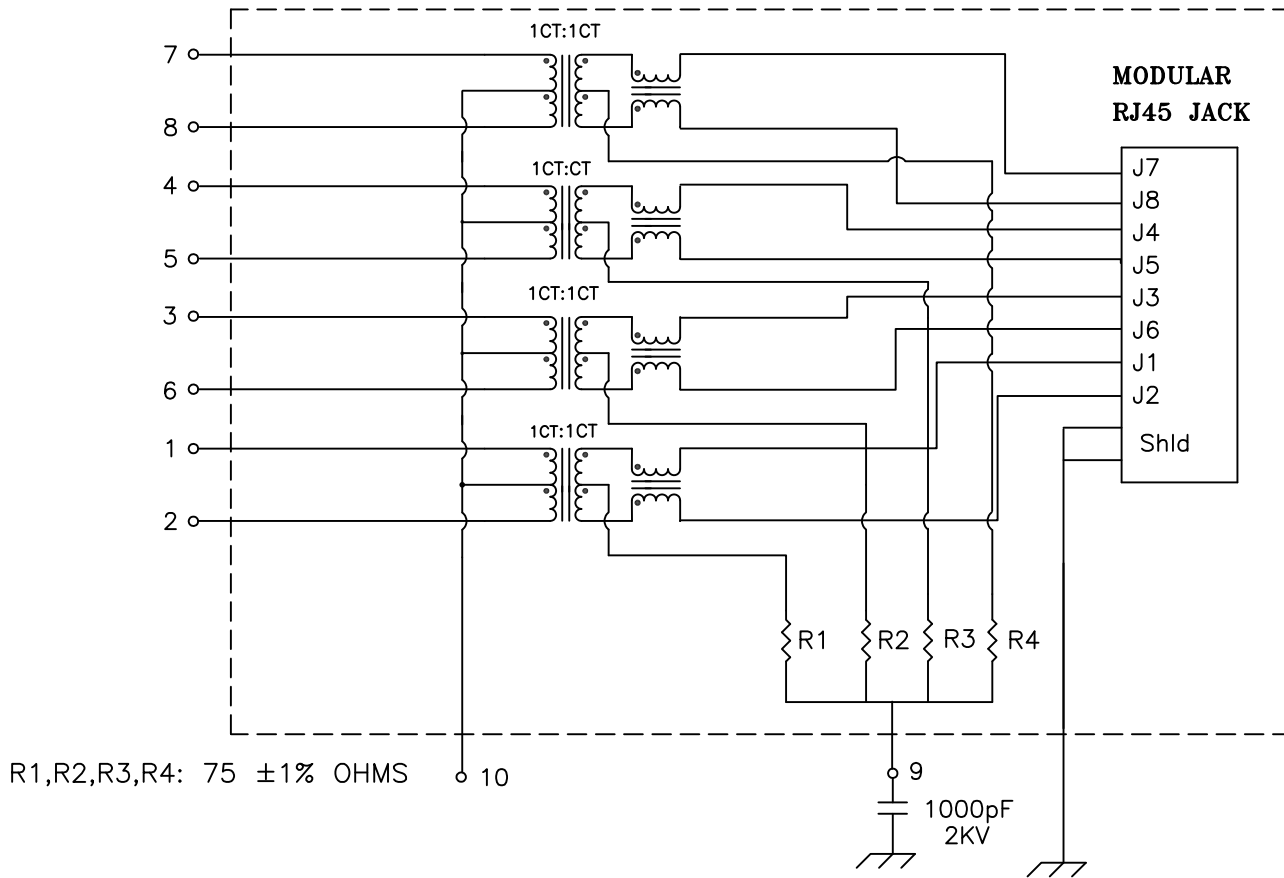 1CT:1CT
7
8
MODULAR
RJ45 JACK
1CT:CT
4
5
J7
J8
J4
J5
J3
J6
J1
J2
Shld
1CT:1CT
3
6
1CT:1CT
1
2
R1
R2
R3
R4
R1,R2,R3,R4: 75 ±1% OHMS
10
9
1000pF
2KV